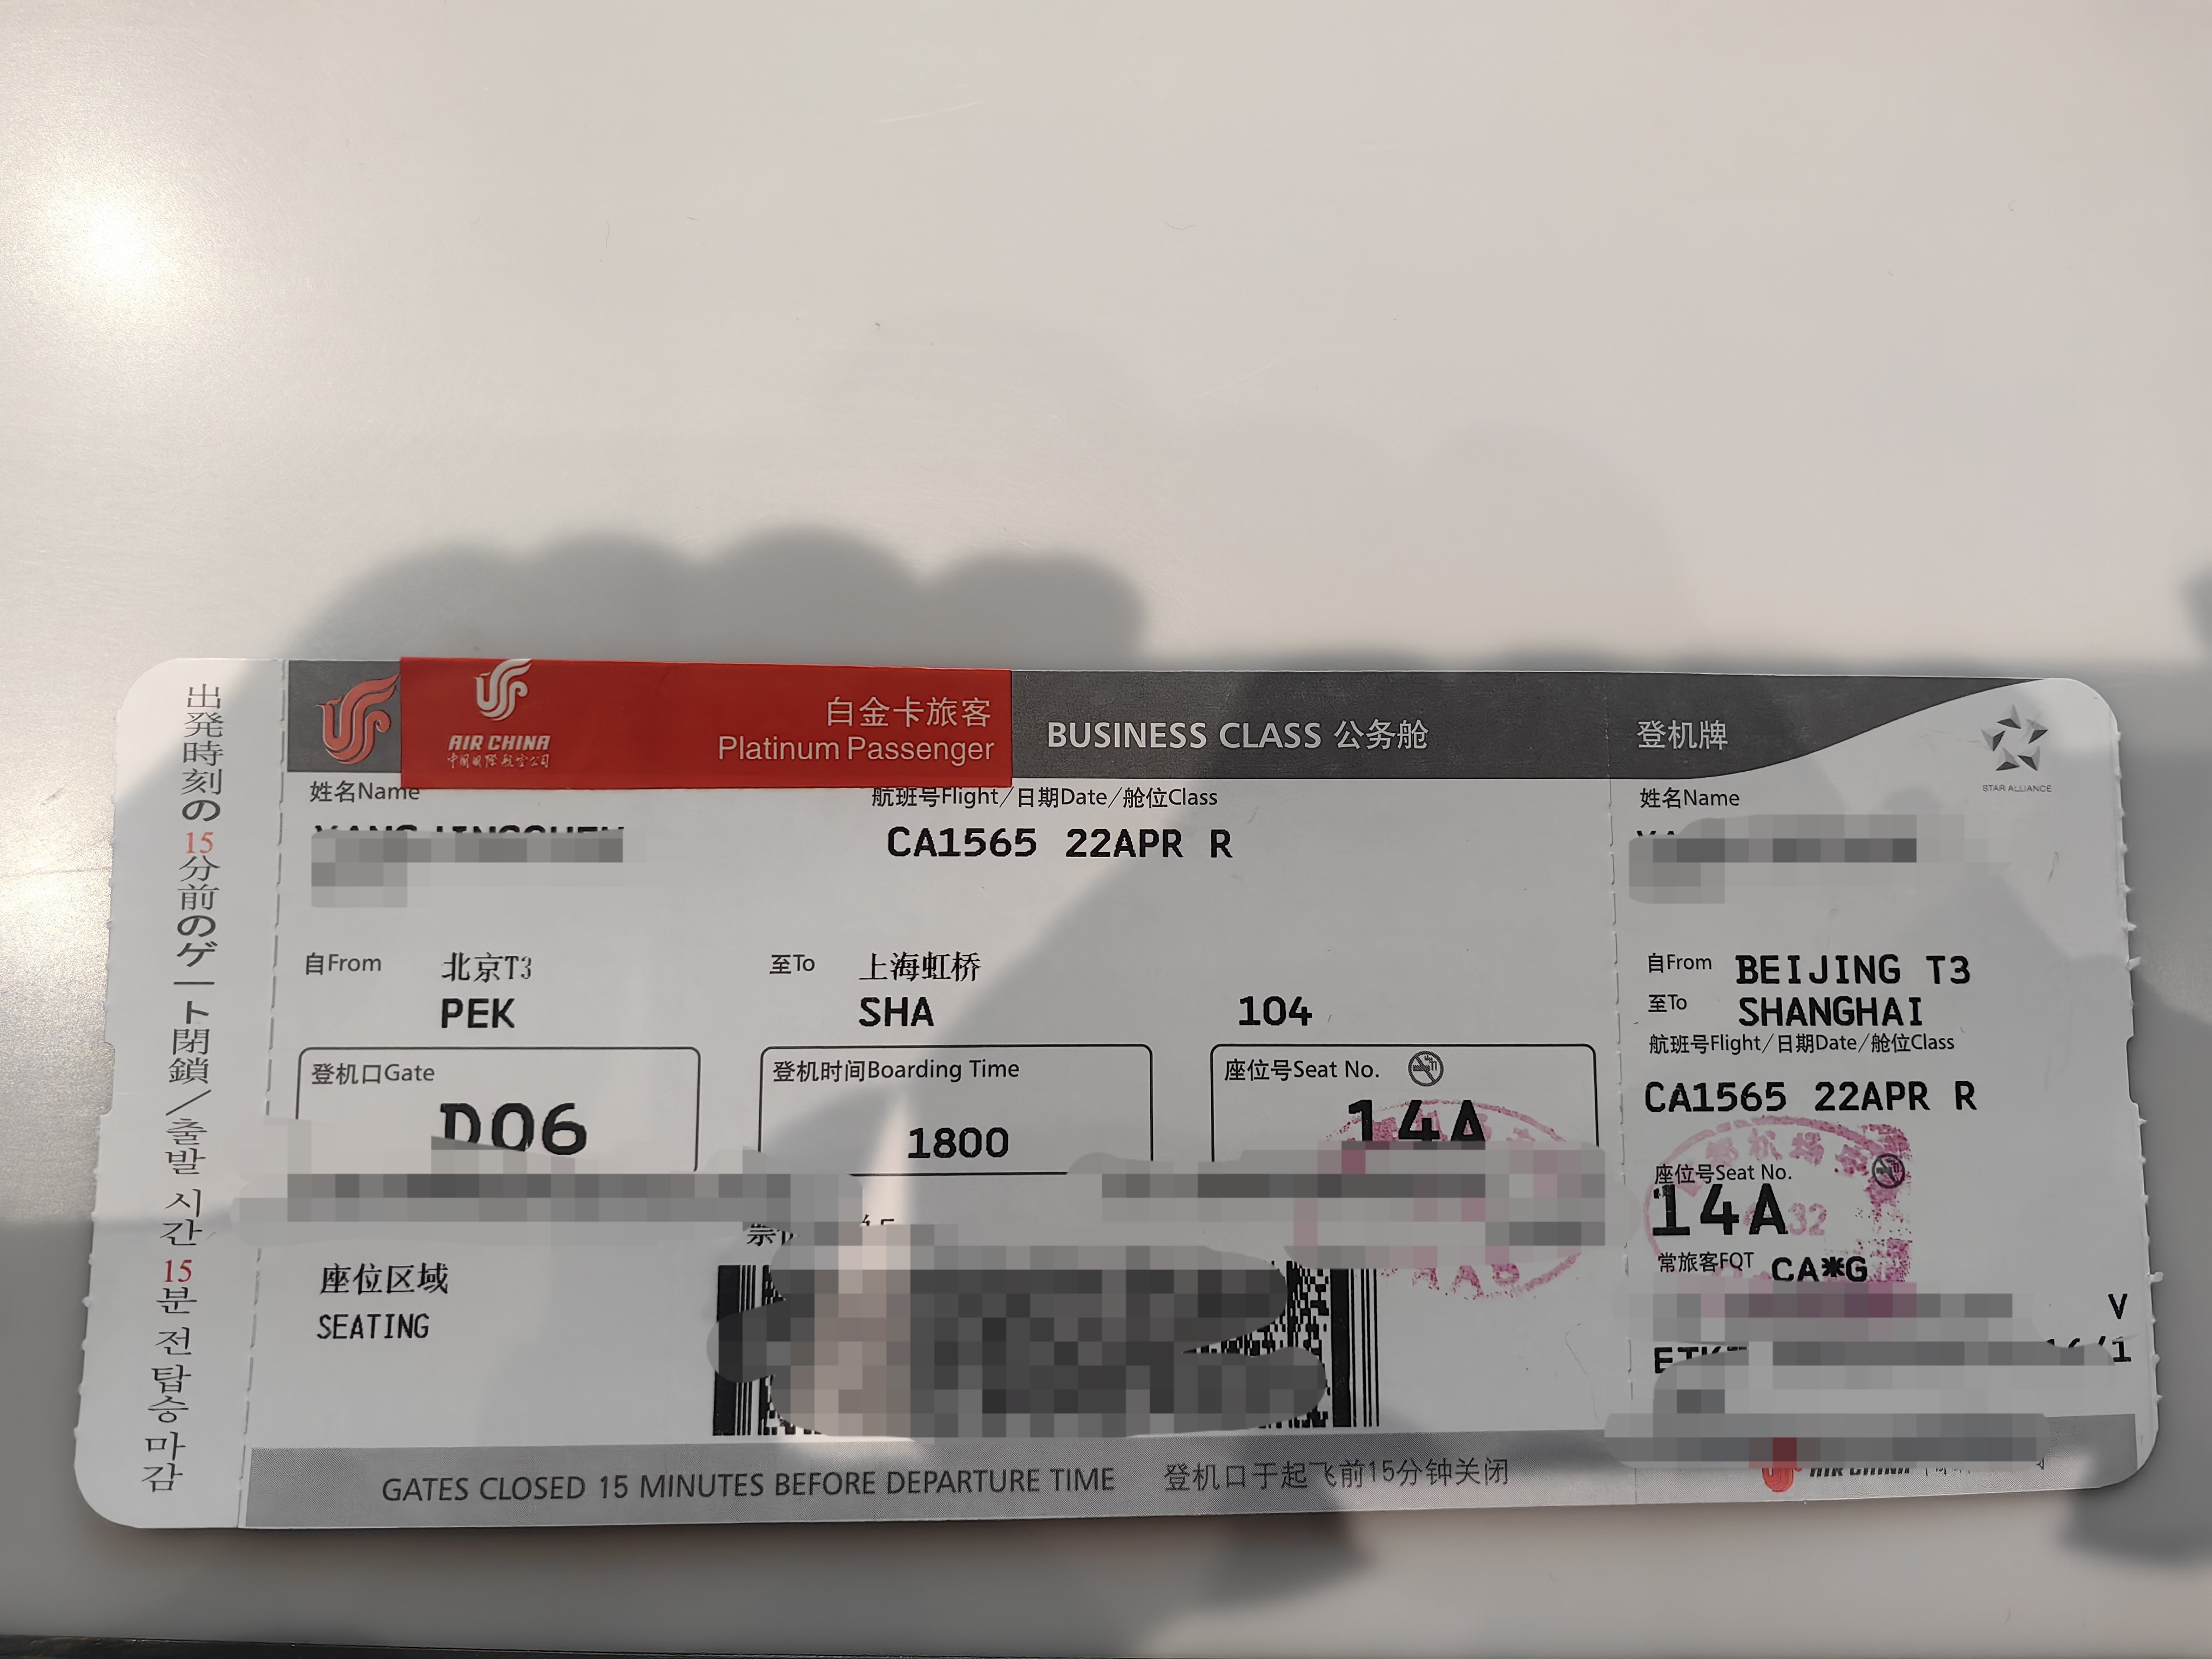 出発時刻の15分前のゲート閉鎖/출발 시간 15분 전 탑승 마감
AIR CHINA
中国国际航空公司
白金卡旅客
Platinum Passenger
BUSINESS CLASS 公务舱
登机牌
STAR ALLIANCE
姓名Name
航班号Flight/日期Date/舱位Class
CA1565 22APR R
自From 北京T3
PEK
至To 上海虹桥
SHA
104
登机口Gate
D06
登机时间Boarding Time
1800
座位号Seat No.
14A
座位区域
SEATING
GATES CLOSED 15 MINUTES BEFORE DEPARTURE TIME 登机口于起飞前15分钟关闭
姓名Name
自From BEIJING T3
至To SHANGHAI
航班号Flight/日期Date/舱位Class
CA1565 22APR R
座位号Seat No.
14A
32
常旅客FQT CA*G
V